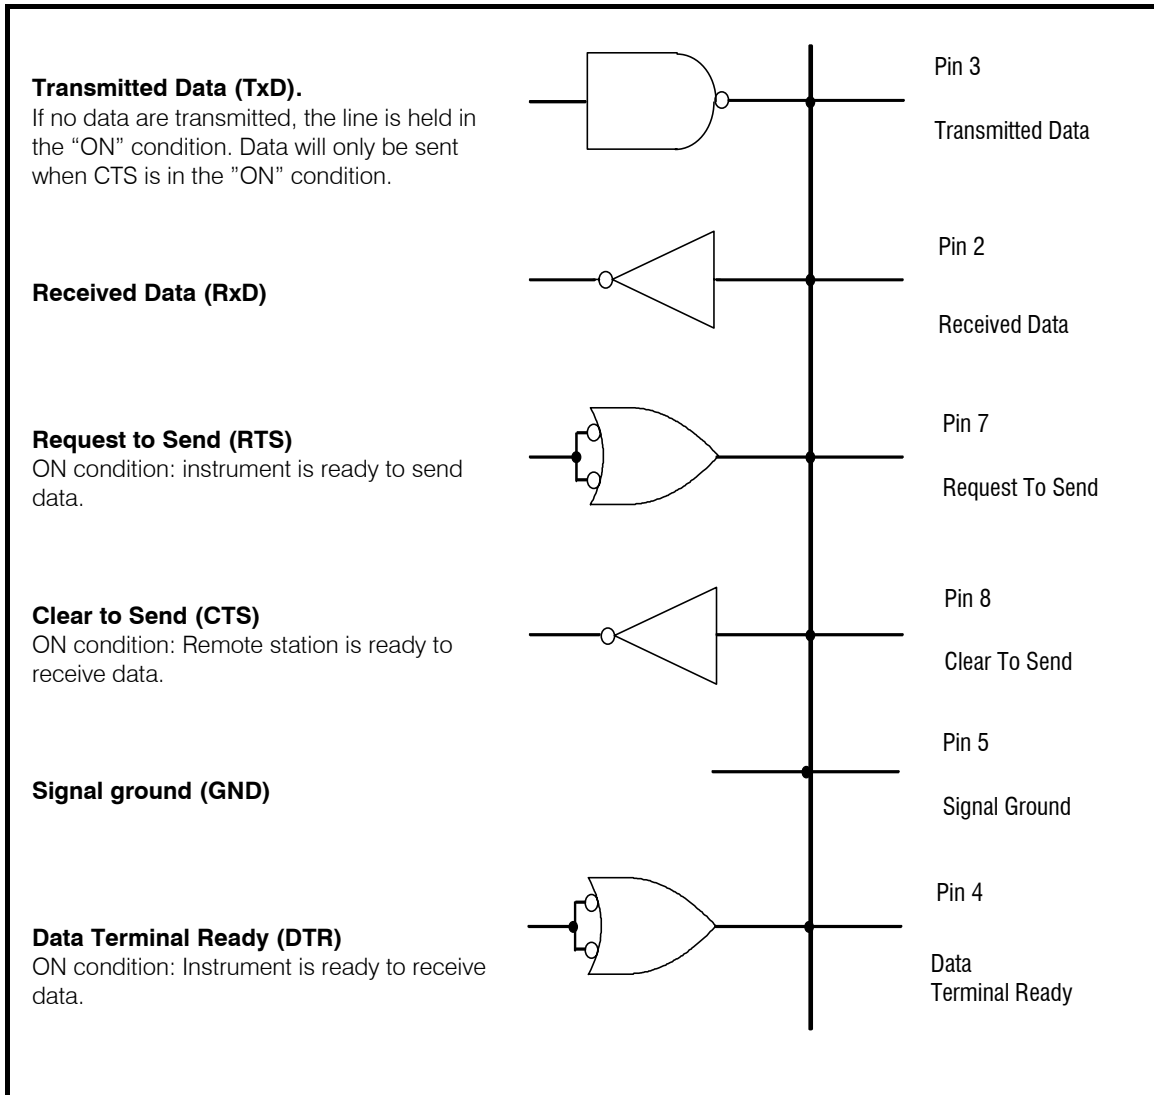 Transmitted Data (TxD).
If no data are transmitted, the line is held in
the “ON” condition. Data will only be sent
when CTS is in the ”ON” condition.
Pin 3
Transmitted Data
Received Data (RxD)
Pin 2
Received Data
Request to Send (RTS)
ON condition: instrument is ready to send
data.
Pin 7
Request To Send
Clear to Send (CTS)
ON condition: Remote station is ready to
receive data.
Pin 8
Clear To Send
Signal ground (GND)
Pin 5
Signal Ground
Data Terminal Ready (DTR)
ON condition: Instrument is ready to receive
data.
Pin 4
Data
Terminal Ready